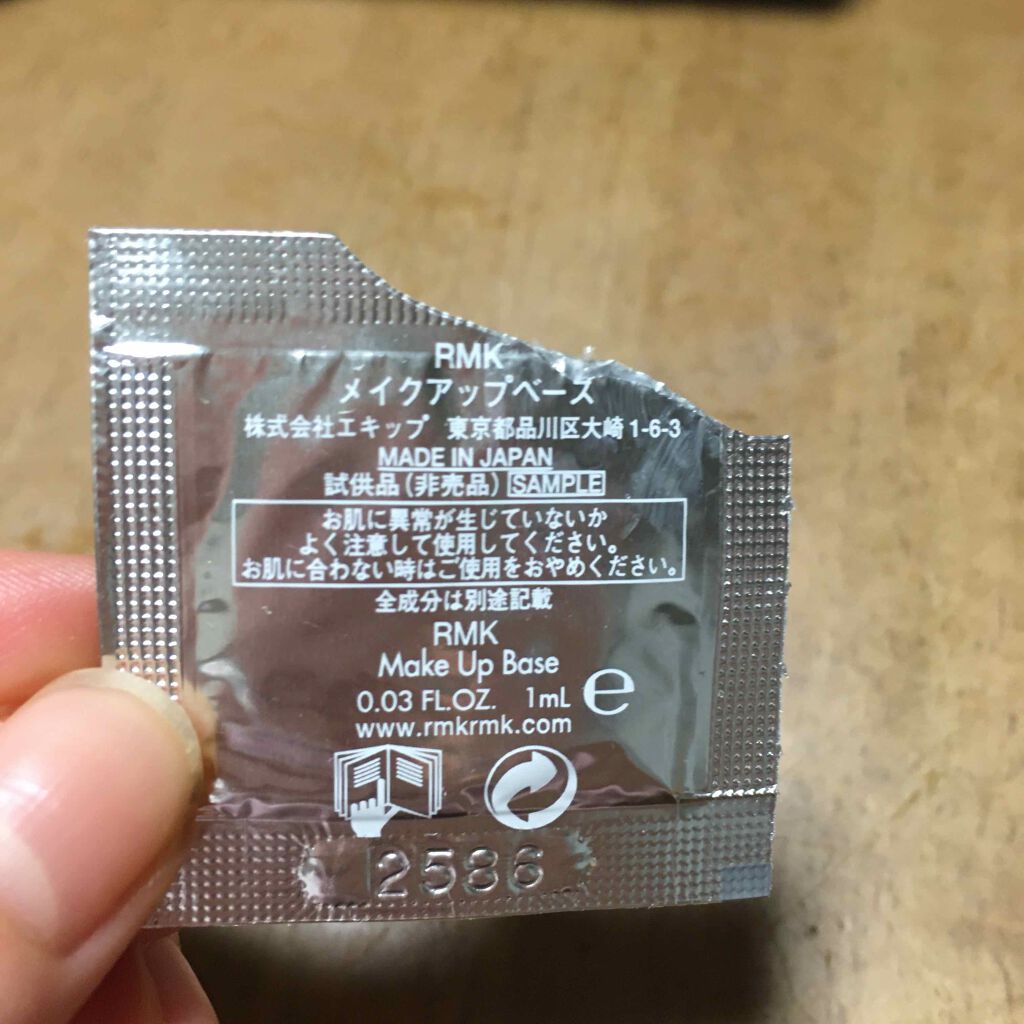 RMK
メイクアップベース
株式会社エキップ 東京都品川区大崎1-6-3
MADE IN JAPAN
試供品(非売品) SAMPLE
お肌に異常が生じていないか
よく注意して使用してください。
お肌に合わない時はご使用をおやめください。
全成分は別途記載
RMK
Make Up Base
0.03 FL.OZ. 1mL e
www.rmkrmk.com
2586